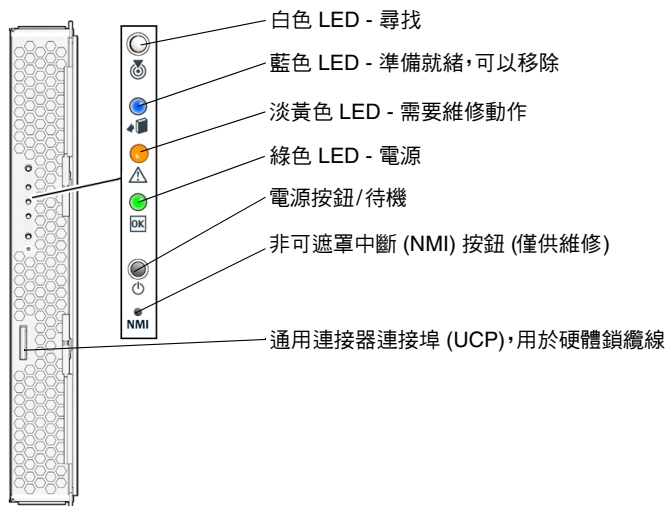 白色 LED - 尋找
藍色 LED - 準備就緒，可以移除
淡黃色 LED - 需要維修動作
綠色 LED - 電源
OK
電源按鈕/待機
非可遮罩中斷 (NMI) 按鈕 (僅供維修)
NMI
通用連接器連接埠 (UCP)，用於硬體鎖纜線